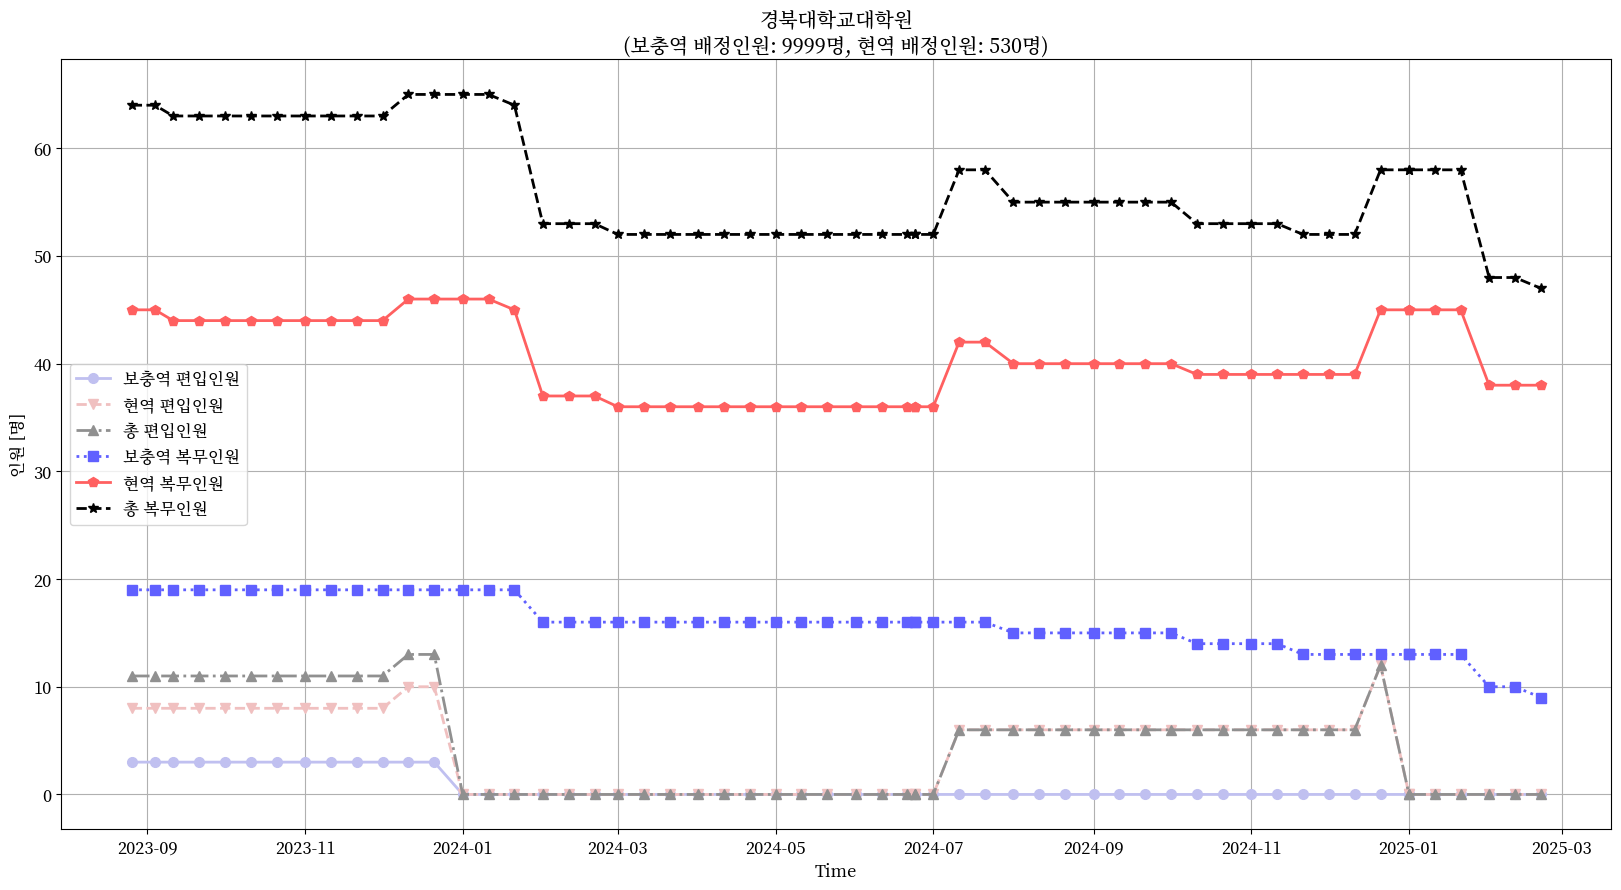 경북대학교대학원
(보충역 배정인원: 9999명, 현역 배정인원: 530명)
인원 [명]
60
50
40
30
20
10
0
보충역 편입인원
현역 편입인원
총 편입인원
보충역 복무인원
현역 복무인원
총 복무인원
2023-09 2023-11 2024-01 2024-03 2024-05 2024-07 2024-09 2024-11 2025-01 2025-03
Time